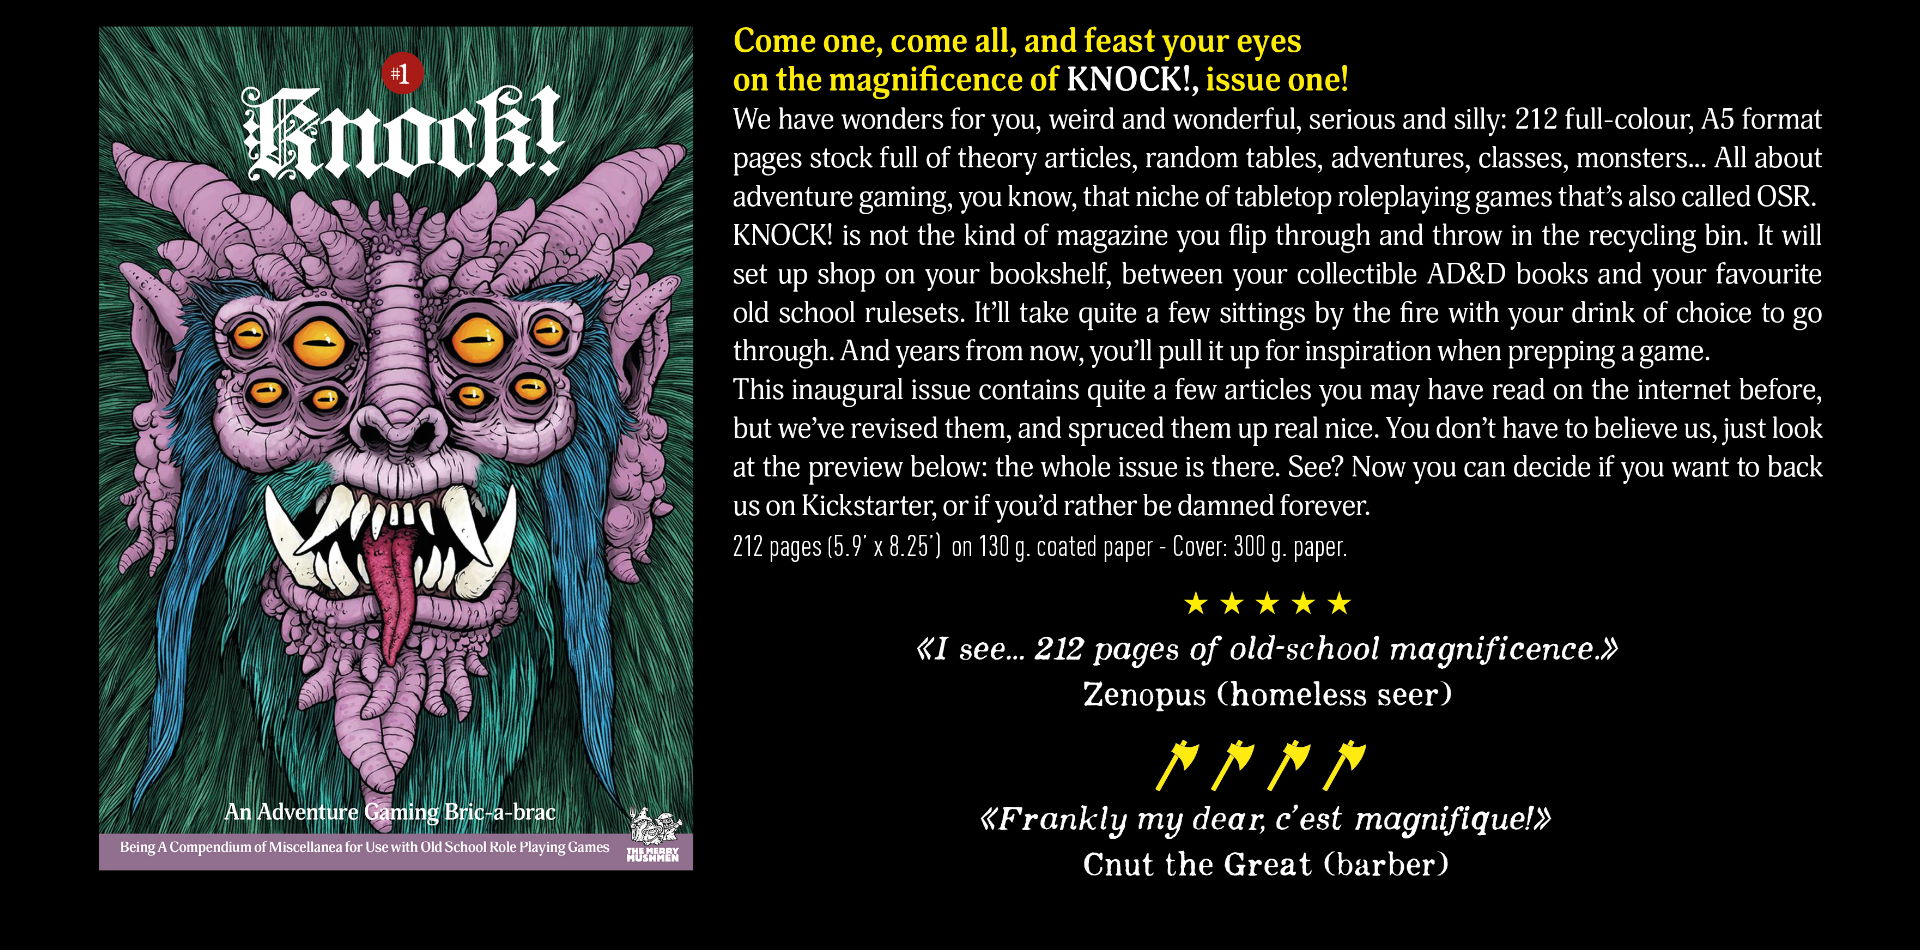 #1
Knock!
An Adventure Gaming Bric-a-brac
Being A Compendium of Miscellanea for Use with Old School Role Playing Games
THE MERRY
MUSHMEN
Come one, come all, and feast your eyes
on the magnificence of KNOCK!, issue one!
We have wonders for you, weird and wonderful, serious and silly: 212 full-colour, A5 format
pages stock full of theory articles, random tables, adventures, classes, monsters... All about
adventure gaming, you know, that niche of tabletop roleplaying games that's also called OSR.
KNOCK! is not the kind of magazine you flip through and throw in the recycling bin. It will
set up shop on your bookshelf, between your collectible AD&D books and your favourite
old school rulesets. It'll take quite a few sittings by the fire with your drink of choice to go
through. And years from now, you'll pull it up for inspiration when prepping a game.
This inaugural issue contains quite a few articles you may have read on the internet before,
but we've revised them, and spruced them up real nice. You don't have to believe us, just look
at the preview below: the whole issue is there. See? Now you can decide if you want to back
us on Kickstarter, or if you'd rather be damned forever.
212 pages (5.9' x 8.25') on 130 g. coated paper - Cover: 300 g. paper.
★ ★ ★ ★ ★
«I see... 212 pages of old-school magnificence.»
Zenopus (homeless seer)
«Frankly my dear, c'est magnifique!»
Cnut the Great (barber)